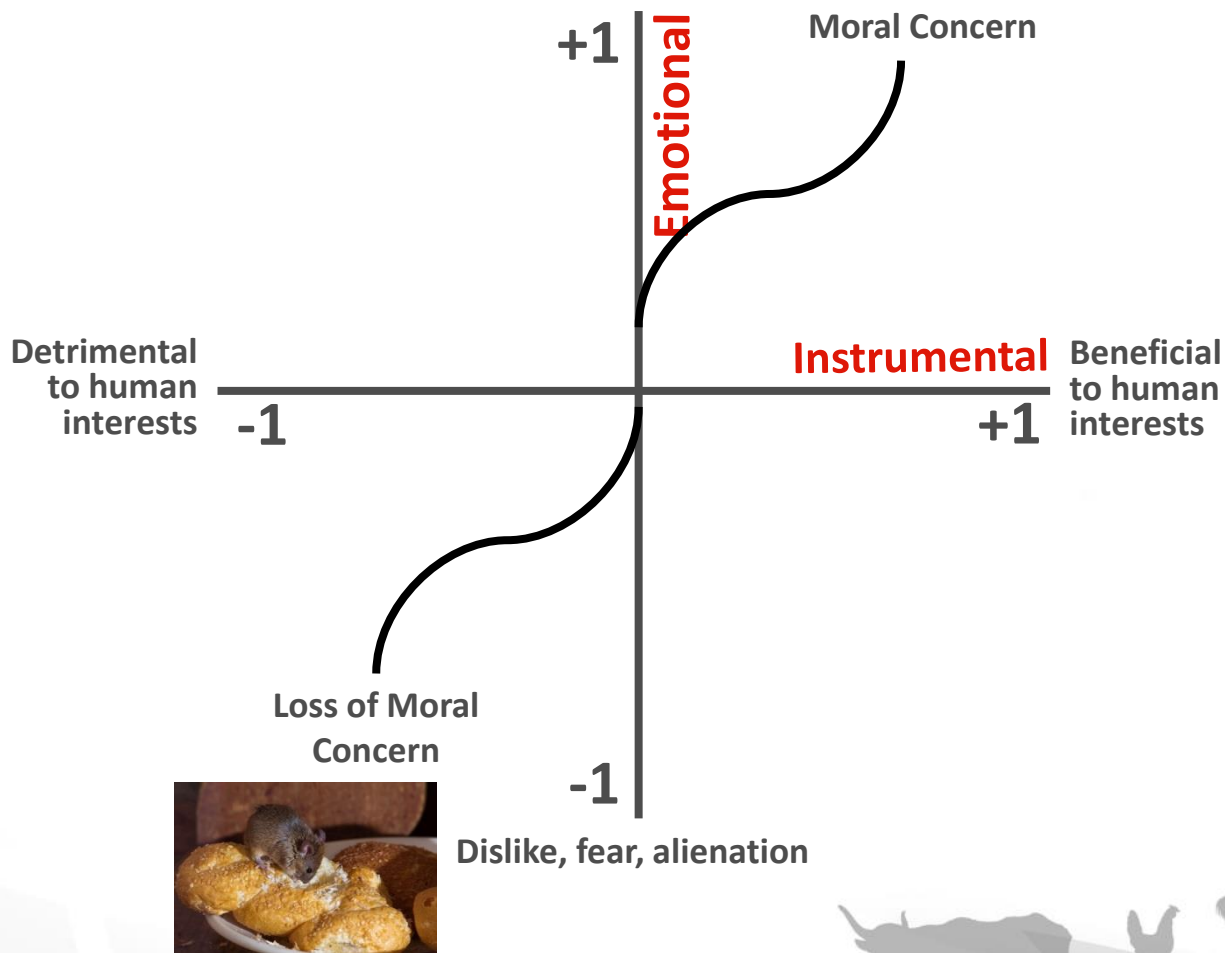 Moral Concern
+1
Emotional
Detrimental
to human
interests
-1
Instrumental
+1
Beneficial
to human
interests
Loss of Moral
Concern
-1
Dislike, fear, alienation